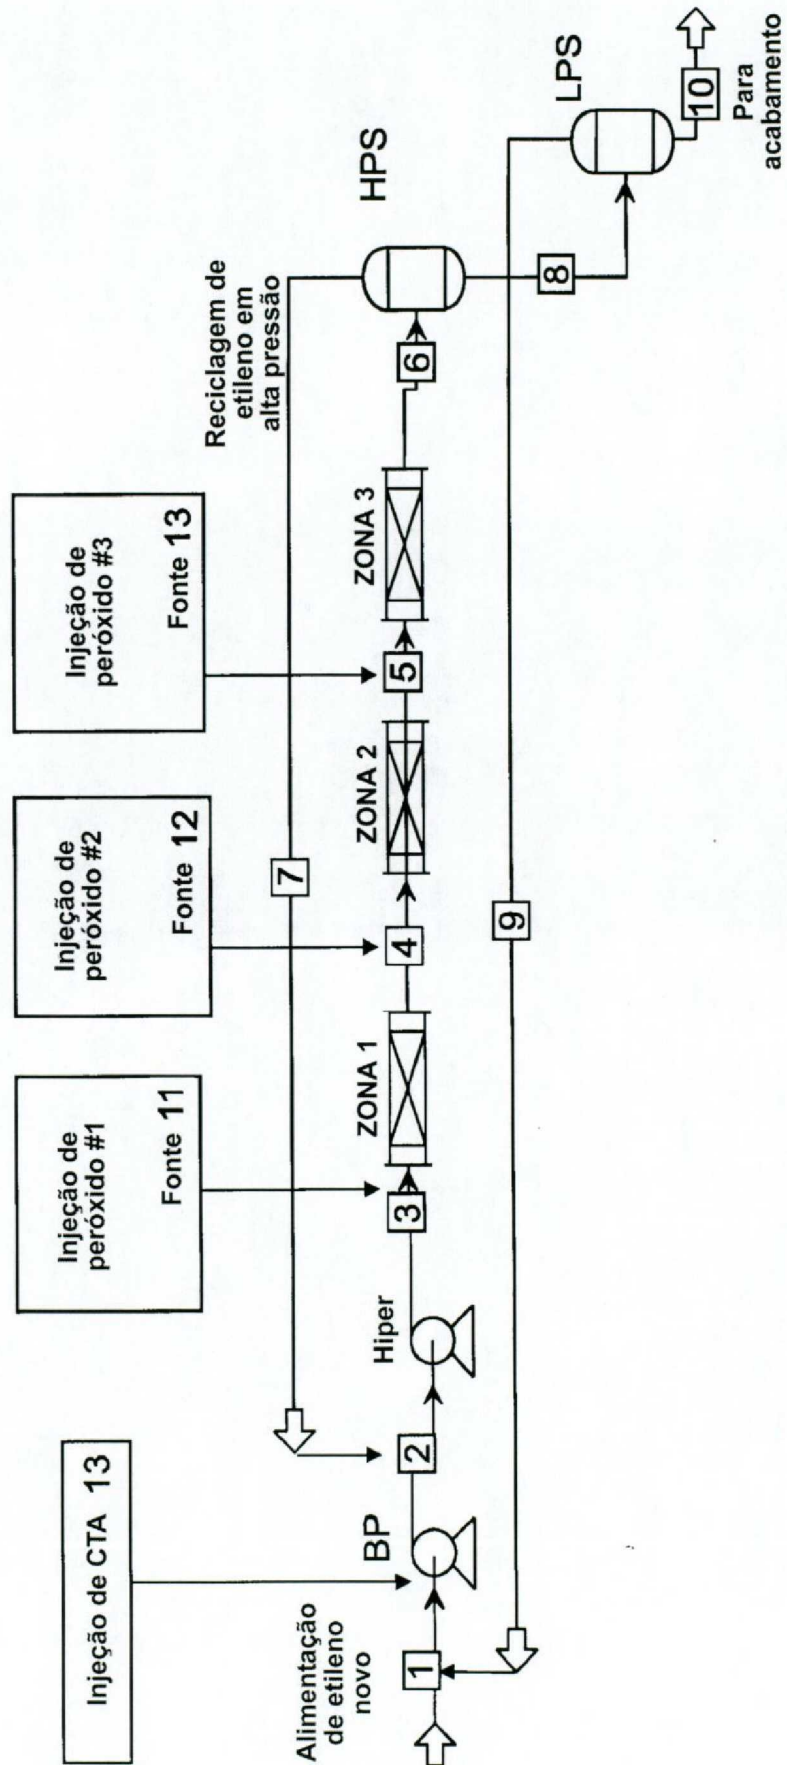 Injeção de CTA 13
Injeção de
peróxido #1
Fonte 11
Injeção de
peróxido #2
Fonte 12
Injeção de
peróxido #3
Fonte 13
Alimentação
de etileno
novo
1
BP
2
Hiper
3
ZONA 1
4
ZONA 2
5
ZONA 3
6
7
Reciclagem de
etileno em
alta pressão
HPS
8
9
LPS
10
Para
acabamento